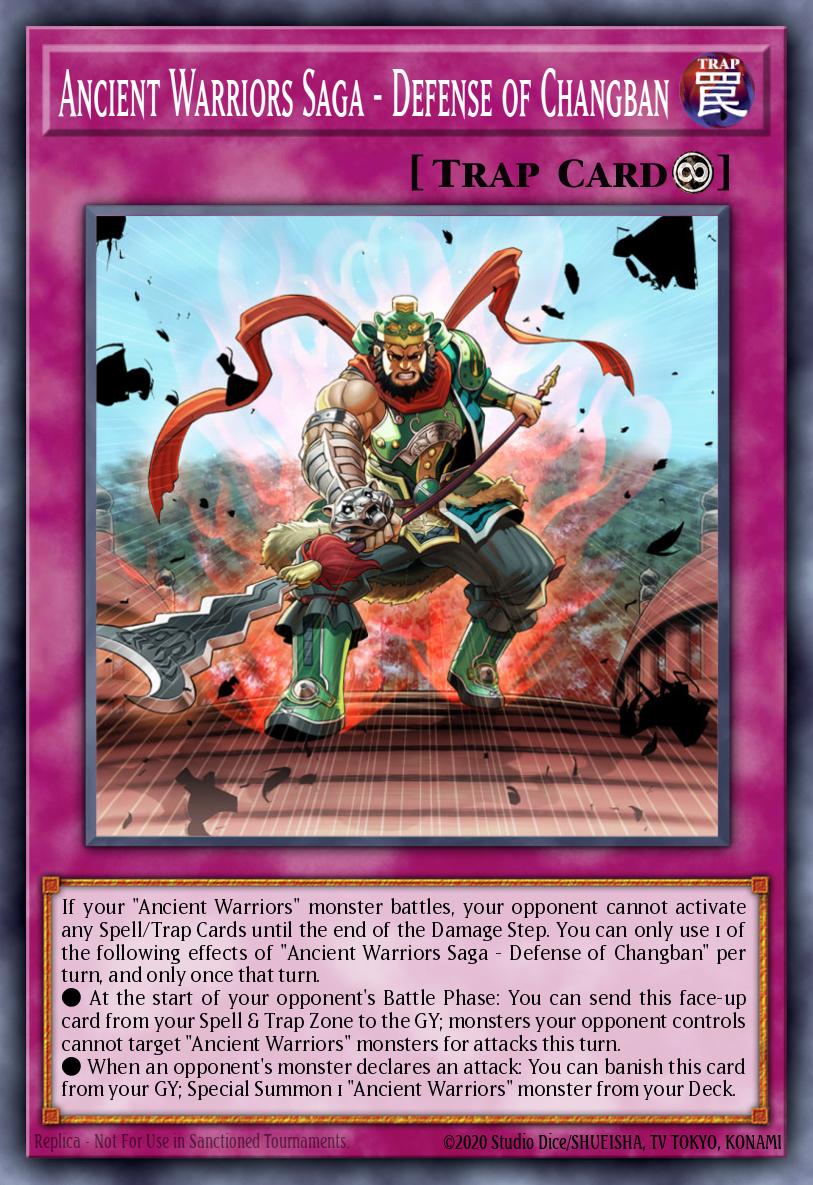 ANCIENT WARRIORS SAGA - DEFENSE OF CHANGBAN
TRAP
罠
[TRAP CARD∞]
If your "Ancient Warriors" monster battles, your opponent cannot activate
any Spell/Trap Cards until the end of the Damage Step. You can only use 1 of
the following effects of "Ancient Warriors Saga - Defense of Changban" per
turn, and only once that turn.
● At the start of your opponent's Battle Phase: You can send this face-up
card from your Spell & Trap Zone to the GY; monsters your opponent controls
cannot target "Ancient Warriors" monsters for attacks this turn.
● When an opponent's monster declares an attack: You can banish this card
from your GY; Special Summon 1 "Ancient Warriors" monster from your Deck.
Replica - Not For Use in Sanctioned Tournaments.
©2020 Studio Dice/SHUEISHA, TV TOKYO, KONAMI